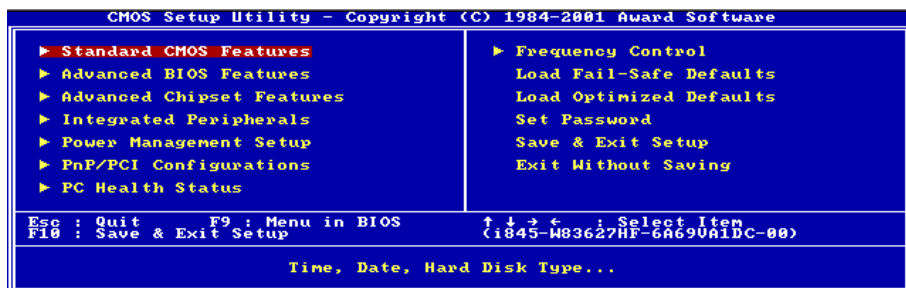 CMOS Setup Utility - Copyright (C) 1984-2001 Award Software
▶ Standard CMOS Features
▶ Advanced BIOS Features
▶ Advanced Chipset Features
▶ Integrated Peripherals
▶ Power Management Setup
▶ PnP/PCI Configurations
▶ PC Health Status
▶ Frequency Control
Load Fail-Safe Defaults
Load Optimized Defaults
Set Password
Save & Exit Setup
Exit Without Saving
Esc : Quit F9 : Menu in BIOS
F10 : Save & Exit Setup
↑ ↓ → ← : Select Item
(i845-W83627HF-6A69VA1DC-00)
Time, Date, Hard Disk Type...